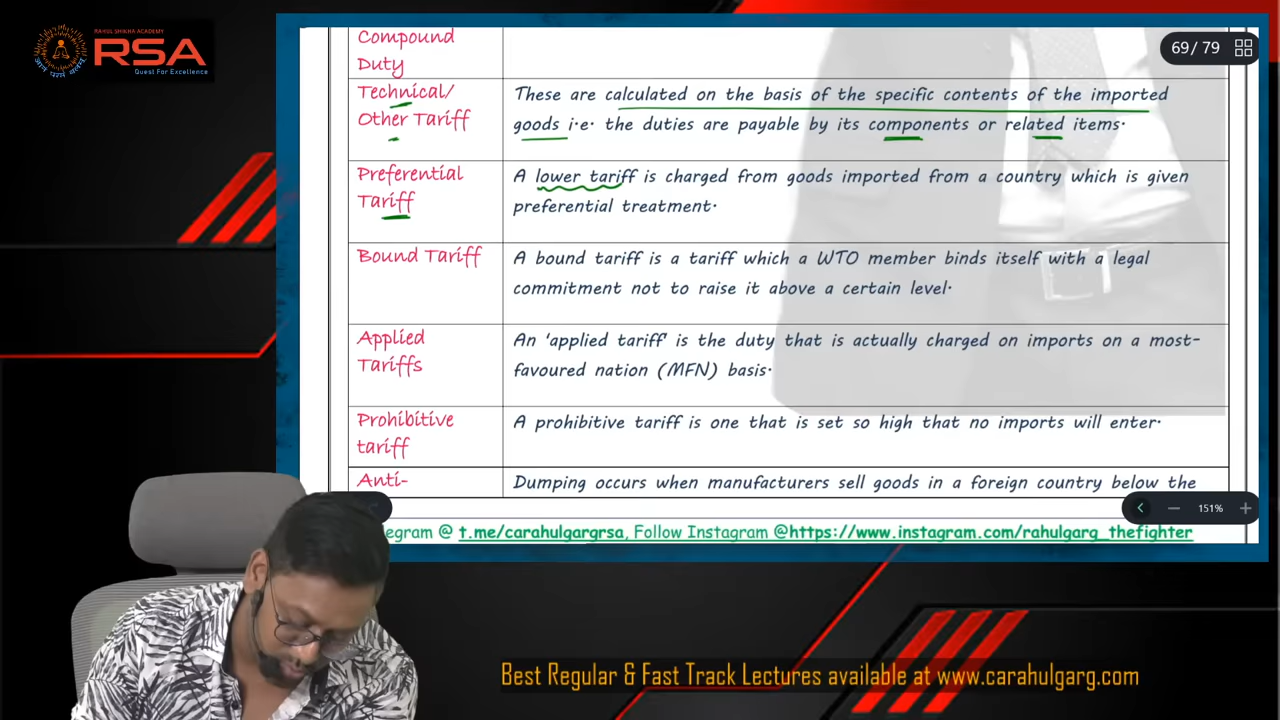 RAHUL SHIKHA ACADEMY
RSA
Quest For Excellence
69 / 79
Compound
Duty
Technical/
Other Tariff
These are calculated on the basis of the specific contents of the imported
goods i.e. the duties are payable by its components or related items.
Preferential
Tariff
A lower tariff is charged from goods imported from a country which is given
preferential treatment.
Bound Tariff
A bound tariff is a tariff which a WTO member binds itself with a legal
commitment not to raise it above a certain level.
Applied
Tariffs
An 'applied tariff' is the duty that is actually charged on imports on a most-
favoured nation (MFN) basis.
Prohibitive
tariff
A prohibitive tariff is one that is set so high that no imports will enter.
Anti-
Dumping occurs when manufacturers sell goods in a foreign country below the
151%
egram @ t.me/carahulgargrsa, Follow Instagram @https://www.instagram.com/rahulgarg_thefighter
Best Regular & Fast Track Lectures available at www.carahulgarg.com